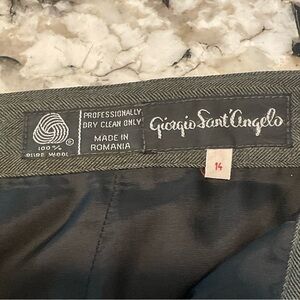 100%
PURE WOOL
PROFESSIONALLY
DRY CLEAN ONLY
MADE IN
ROMANIA
Giorgio Sant'Angelo
14